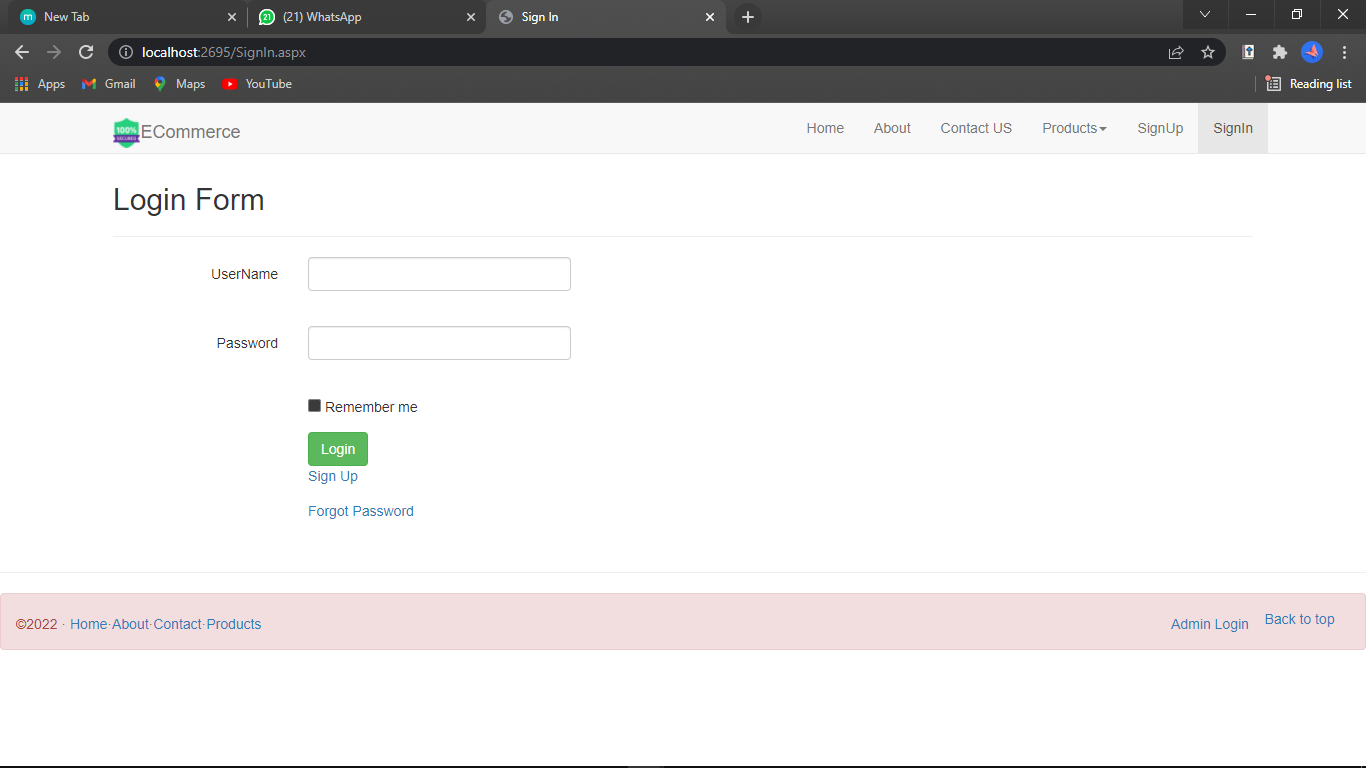 New Tab
(21) WhatsApp
Sign In
localhost:2695/SignIn.aspx
Apps
Gmail
Maps
YouTube
Reading list
100%
SECURED
ECommerce
Home
About
Contact US
Products
SignUp
SignIn
Login Form
UserName
Password
Remember me
Login
Sign Up
Forgot Password
©2022 · Home·About·Contact·Products
Admin Login
Back to top